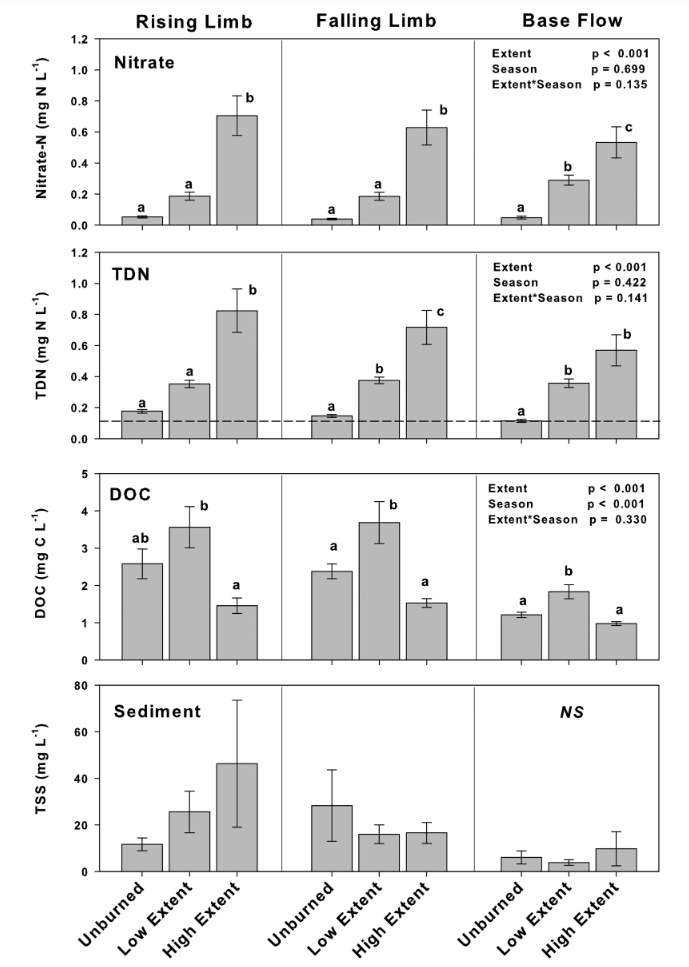 Rising Limb Falling Limb Base Flow
Nitrate-N (mg N L-1)
1.2
1.0
0.8
0.6
0.4
0.2
0.0
Nitrate
a a b
a a b
Extent p < 0.001
Season p = 0.699
Extent*Season p = 0.135
a b c
TDN (mg N L-1)
1.2
1.0
0.8
0.6
0.4
0.2
0.0
TDN
a a b
a b c
Extent p < 0.001
Season p = 0.422
Extent*Season p = 0.141
a b b
DOC (mg C L-1)
5
4
3
2
1
0
DOC
ab b a
a b a
Extent p < 0.001
Season p < 0.001
Extent*Season p = 0.330
a b a
TSS (mg L-1)
80
60
40
20
0
Sediment
NS
Unburned Low Extent High Extent Unburned Low Extent High Extent Unburned Low Extent High Extent